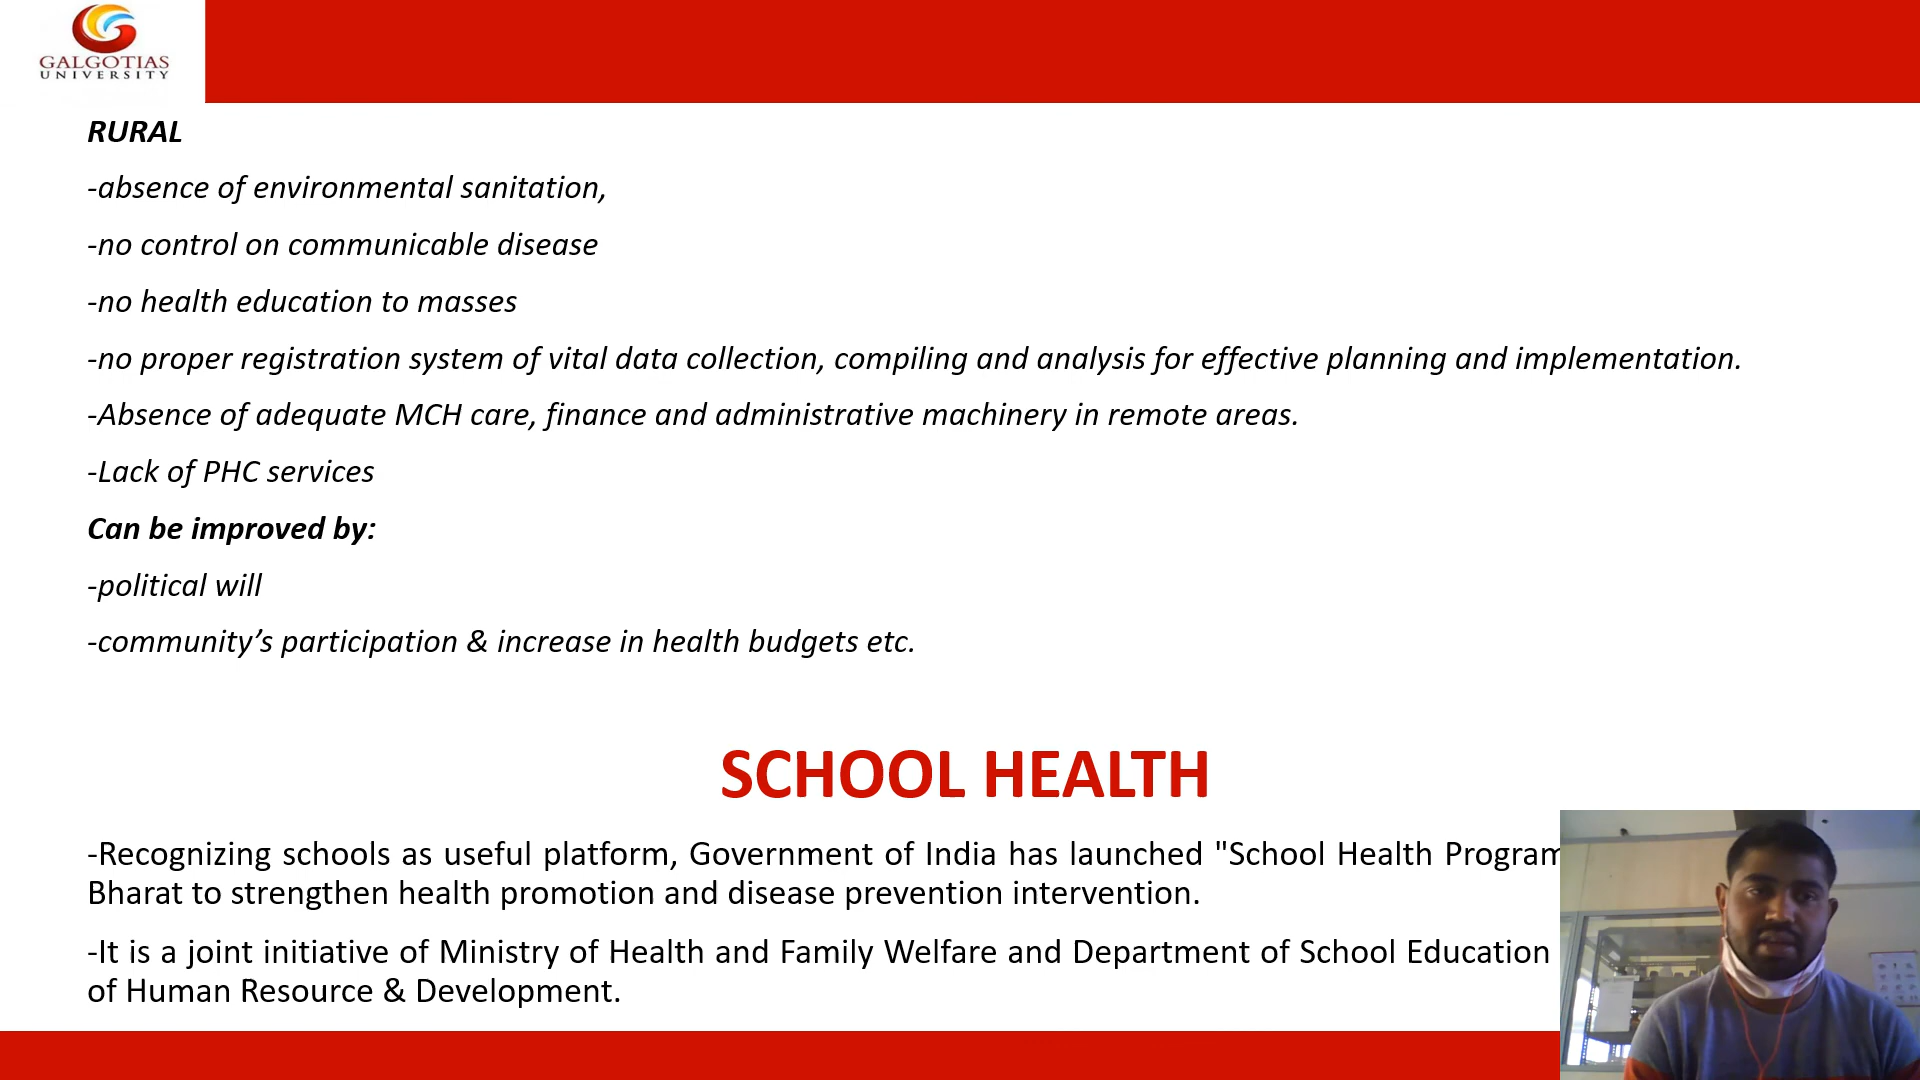 GALGOTIAS
UNIVERSITY
RURAL
-absence of environmental sanitation,
-no control on communicable disease
-no health education to masses
-no proper registration system of vital data collection, compiling and analysis for effective planning and implementation.
-Absence of adequate MCH care, finance and administrative machinery in remote areas.
-Lack of PHC services
Can be improved by:
-political will
-community’s participation & increase in health budgets etc.
SCHOOL HEALTH
-Recognizing schools as useful platform, Government of India has launched "School Health Program
Bharat to strengthen health promotion and disease prevention intervention.
-It is a joint initiative of Ministry of Health and Family Welfare and Department of School Education
of Human Resource & Development.